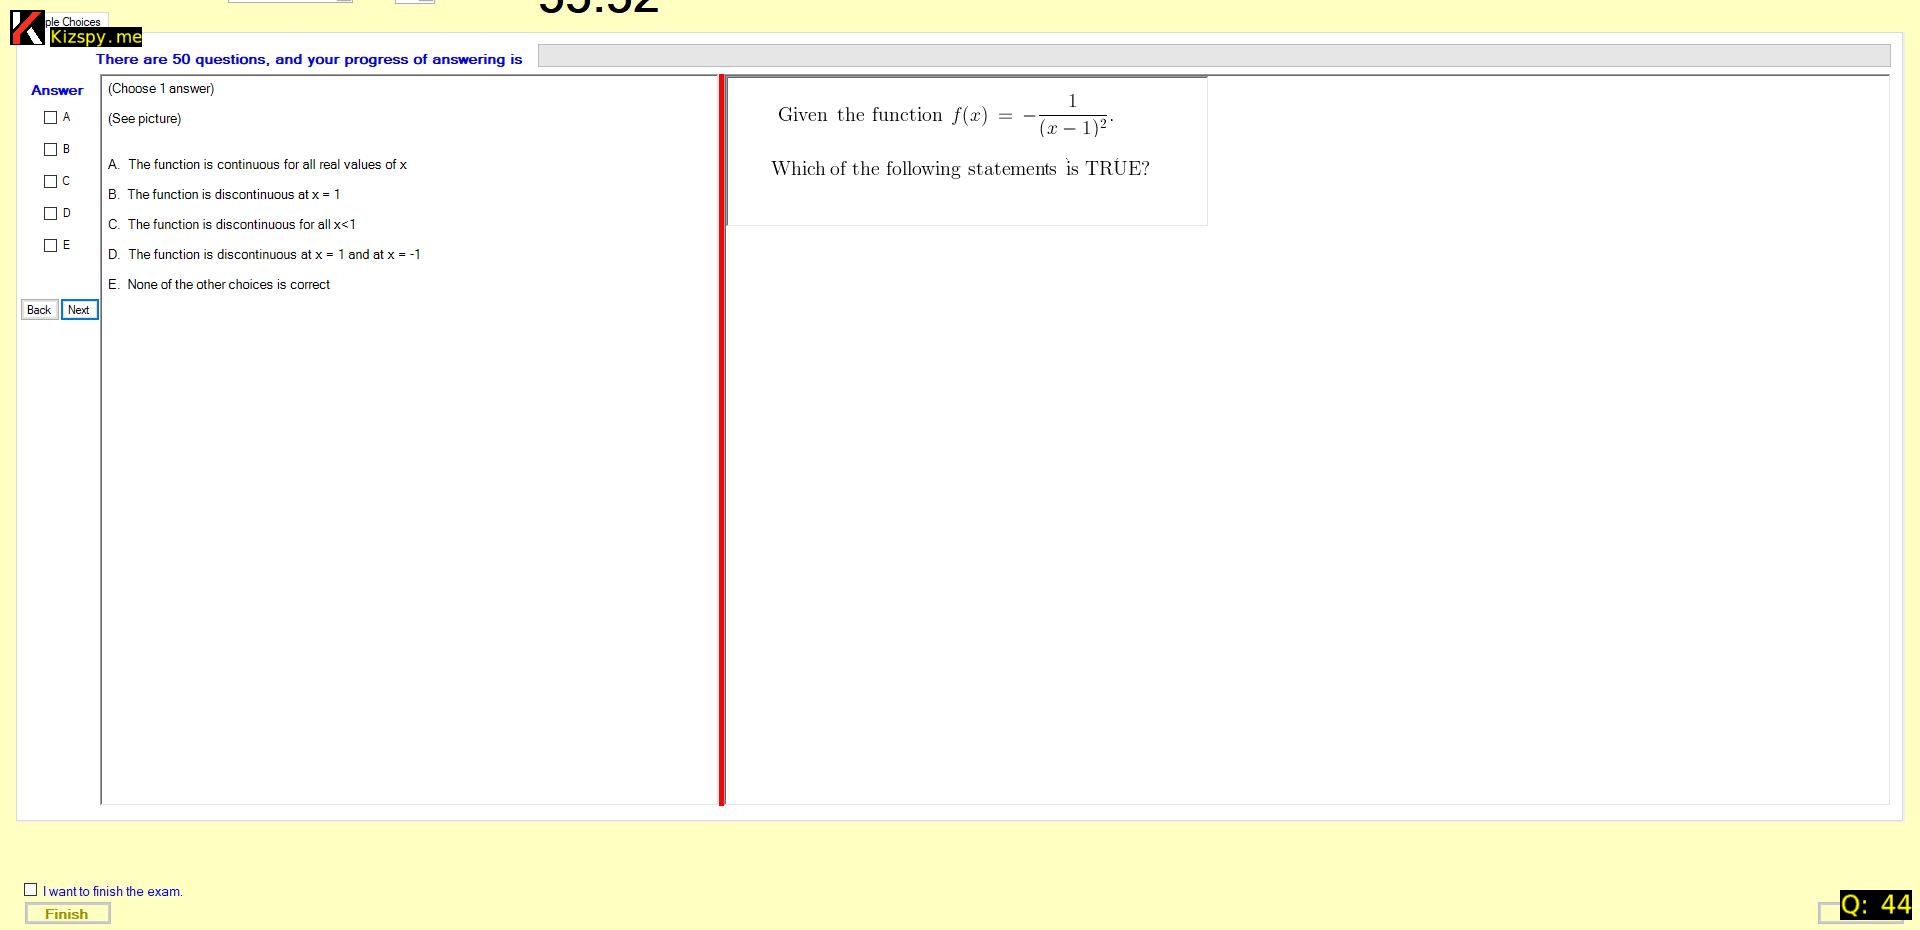 ple Choices
Kizspy.me
There are 50 questions, and your progress of answering is
Answer
A
B
C
D
E
Back Next
(Choose 1 answer)
(See picture)
A. The function is continuous for all real values of x
B. The function is discontinuous at x = 1
C. The function is discontinuous for all x<1
D. The function is discontinuous at x = 1 and at x = -1
E. None of the other choices is correct
Given the function f(x) = −1/(x − 1)².
Which of the following statements is TRUE?
I want to finish the exam.
Finish
Q: 44